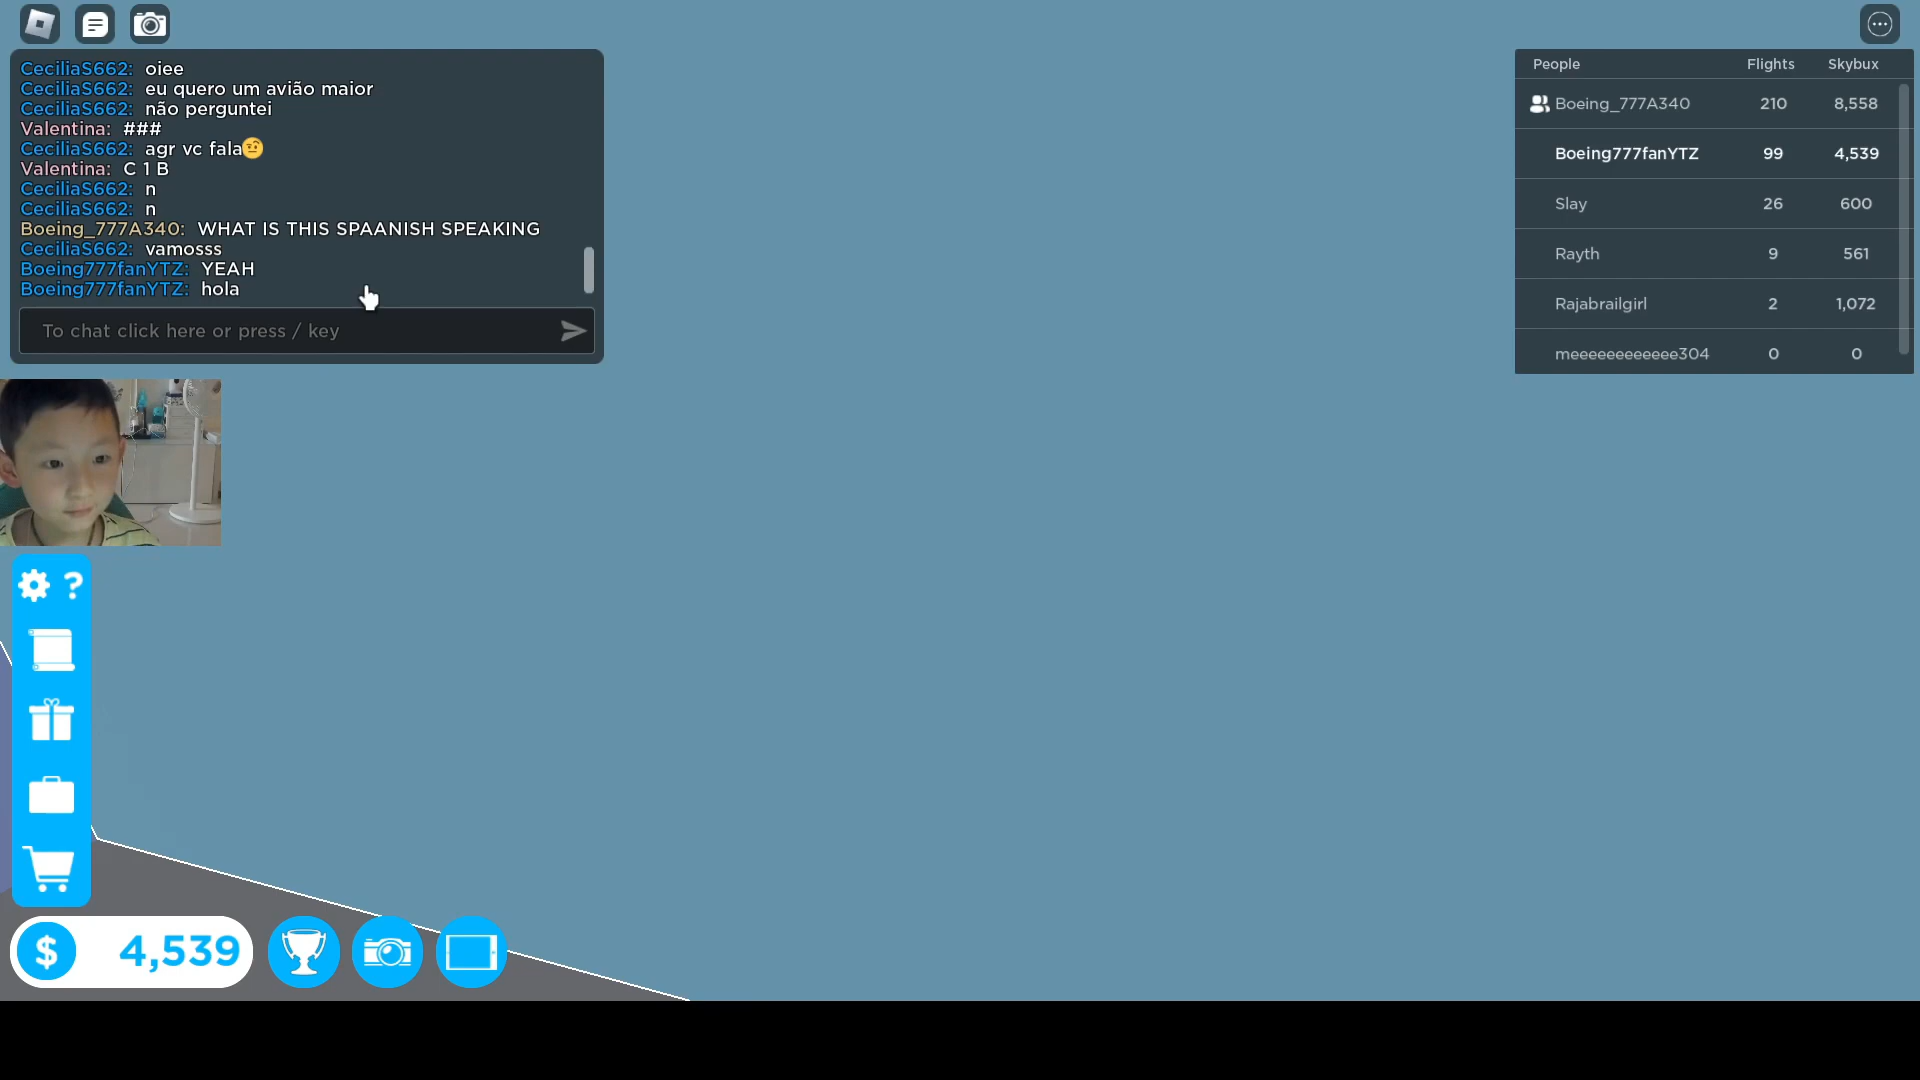 CeciliaS662: oiee
CeciliaS662: eu quero um avião maior
CeciliaS662: não perguntei
Valentina: ###
CeciliaS662: agr vc fala🤨
Valentina: C 1 B
CeciliaS662: n
CeciliaS662: n
Boeing_777A340: WHAT IS THIS SPAANISH SPEAKING
CeciliaS662: vamosss
Boeing777fanYTZ: YEAH
Boeing777fanYTZ: hola
To chat click here or press / key
People Flights Skybux
Boeing_777A340 210 8,558
Boeing777fanYTZ 99 4,539
Slay 26 600
Rayth 9 561
Rajabrailgirl 2 1,072
meeeeeeeeeeee304 0 0
?
$ 4,539